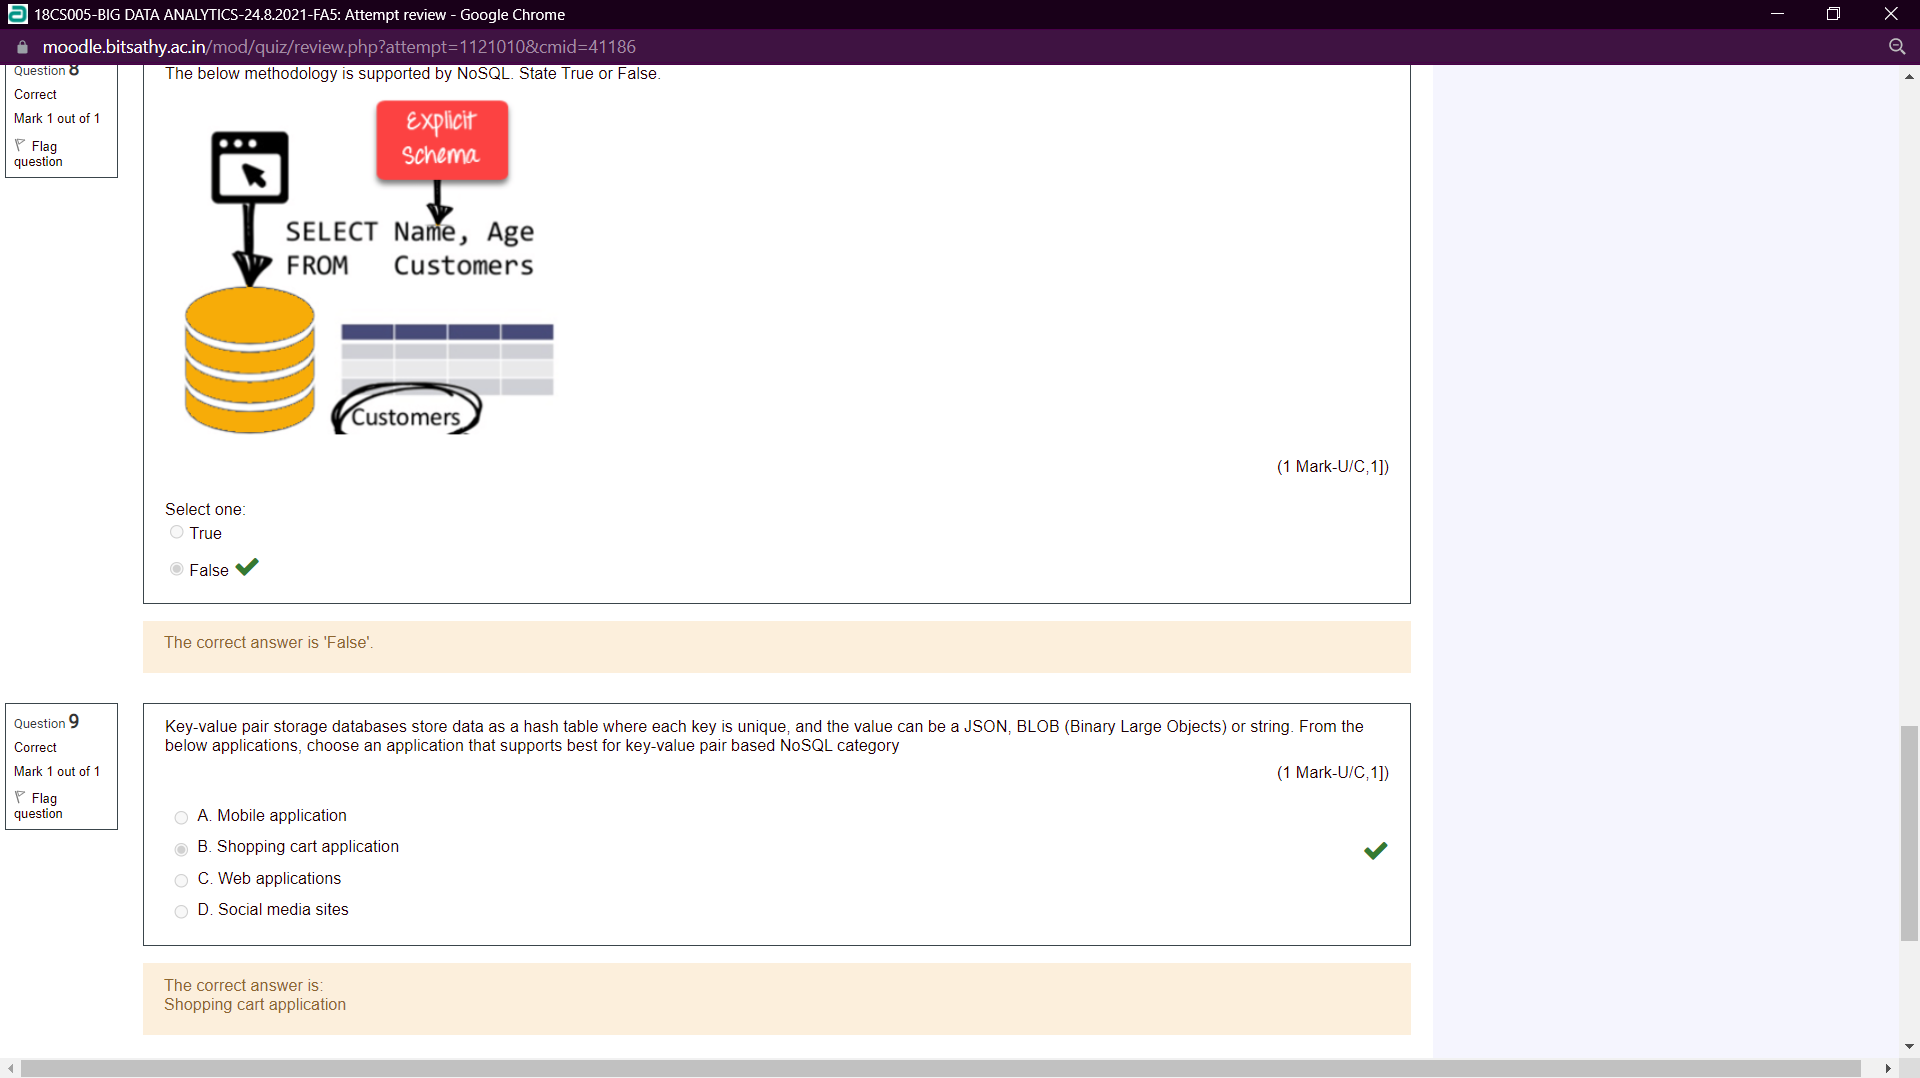 18CS005-BIG DATA ANALYTICS-24.8.2021-FA5: Attempt review - Google Chrome
moodle.bitsathy.ac.in/mod/quiz/review.php?attempt=1121010&cmid=41186
Question 8
Correct
Mark 1 out of 1
Flag
question
The below methodology is supported by NoSQL. State True or False.
Explicit
Schema
SELECT Name, Age
FROM Customers
Customers
(1 Mark-U/C,1])
Select one:
True
False
The correct answer is 'False'.
Question 9
Correct
Mark 1 out of 1
Flag
question
Key-value pair storage databases store data as a hash table where each key is unique, and the value can be a JSON, BLOB (Binary Large Objects) or string. From the
below applications, choose an application that supports best for key-value pair based NoSQL category
(1 Mark-U/C,1])
A. Mobile application
B. Shopping cart application
C. Web applications
D. Social media sites
The correct answer is:
Shopping cart application